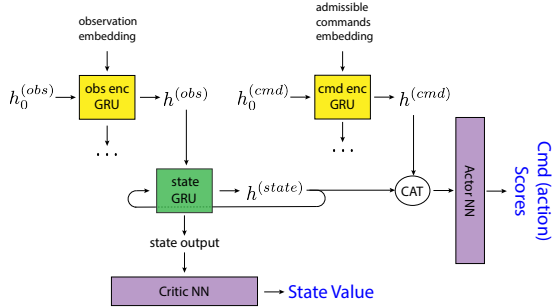 observation
embedding
admissible
commands
embedding
h_0^{(obs)}
obs enc
GRU
h^{(obs)}
h_0^{(cmd)}
cmd enc
GRU
h^{(cmd)}
...
...
state
GRU
h^{(state)}
CAT
Actor NN
Cmd (action)
Scores
state output
Critic NN
State Value